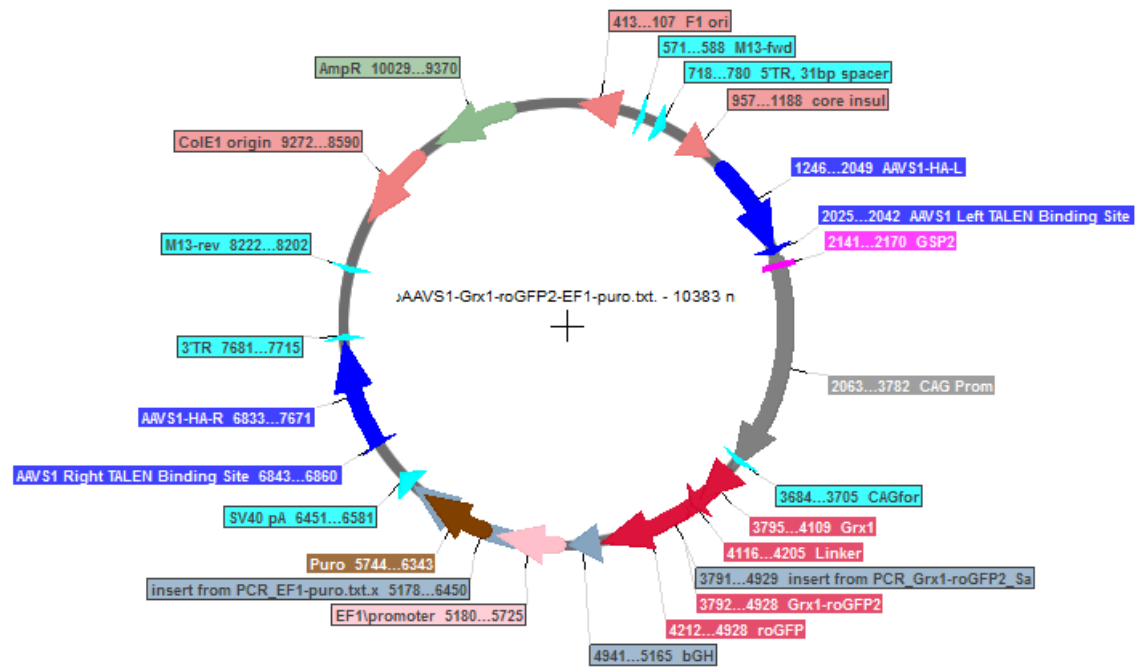 413...107 F1 ori
571...588 M13-fwd
718...780 5'TR, 31bp spacer
957...1188 core insul
AmpR 10029...9370
ColE1 origin 9272...8590
1246...2049 AAVS1-HA-L
2025...2042 AAVS1 Left TALEN Binding Site
2141...2170 GSP2
M13-rev 8222...8202
AAVS1-Grx1-roGFP2-EF1-puro.txt. - 10383 n
3'TR 7681...7715
2063...3782 CAG Prom
AAVS1-HA-R 6833...7671
AAVS1 Right TALEN Binding Site 6843...6860
3684...3705 CAGfor
SV40 pA 6451...6581
3795...4109 Grx1
4116...4205 Linker
Puro 5744...6343
3791...4929 insert from PCR_Grx1-roGFP2_Sa
insert from PCR_EF1-puro.txt.x 5178...6450
3792...4928 Grx1-roGFP2
EF1\promoter 5180...5725
4212...4928 roGFP
4941...5165 bGH